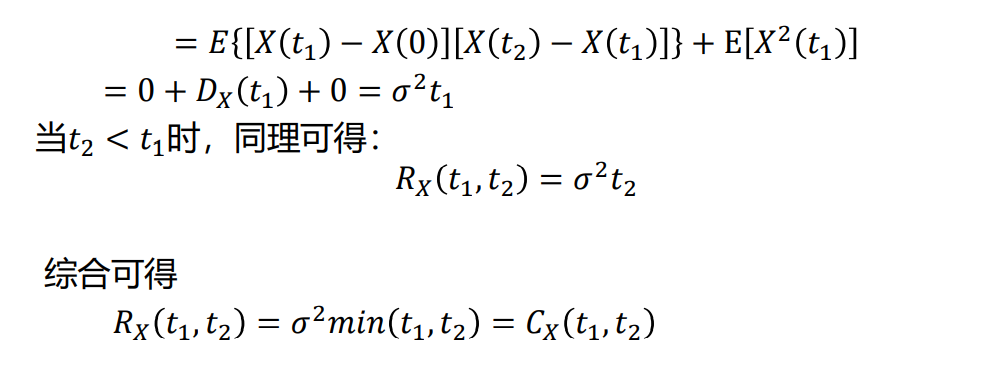 = E{[X(t₁) − X(0)][X(t₂) − X(t₁)]} + E[X²(t₁)]
= 0 + D_X(t₁) + 0 = σ²t₁
当t₂ < t₁时，同理可得：
R_X(t₁, t₂) = σ²t₂
综合可得
R_X(t₁, t₂) = σ²min(t₁, t₂) = C_X(t₁, t₂)